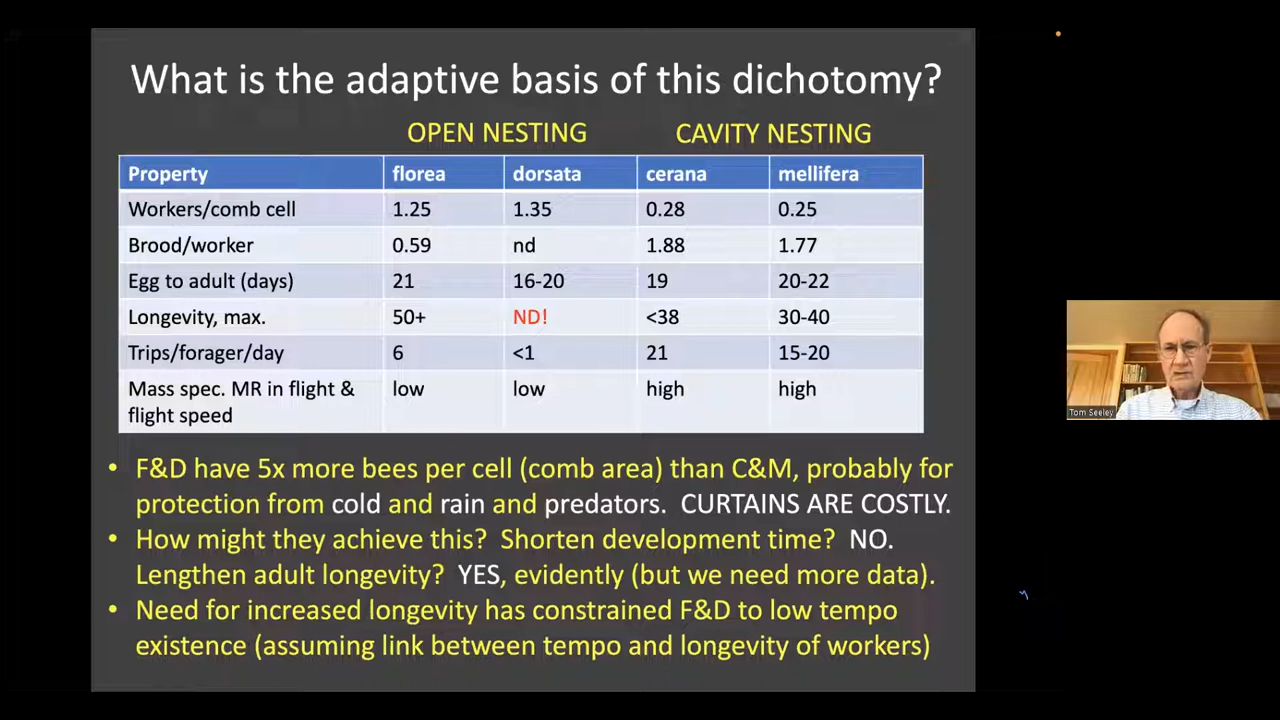 What is the adaptive basis of this dichotomy?
OPEN NESTING CAVITY NESTING
Property florea dorsata cerana mellifera
Workers/comb cell 1.25 1.35 0.28 0.25
Brood/worker 0.59 nd 1.88 1.77
Egg to adult (days) 21 16-20 19 20-22
Longevity, max. 50+ ND! <38 30-40
Trips/forager/day 6 <1 21 15-20
Mass spec. MR in flight & low low high high
flight speed
• F&D have 5x more bees per cell (comb area) than C&M, probably for
protection from cold and rain and predators. CURTAINS ARE COSTLY.
• How might they achieve this? Shorten development time? NO.
Lengthen adult longevity? YES, evidently (but we need more data).
• Need for increased longevity has constrained F&D to low tempo
existence (assuming link between tempo and longevity of workers)
Tom Seeley